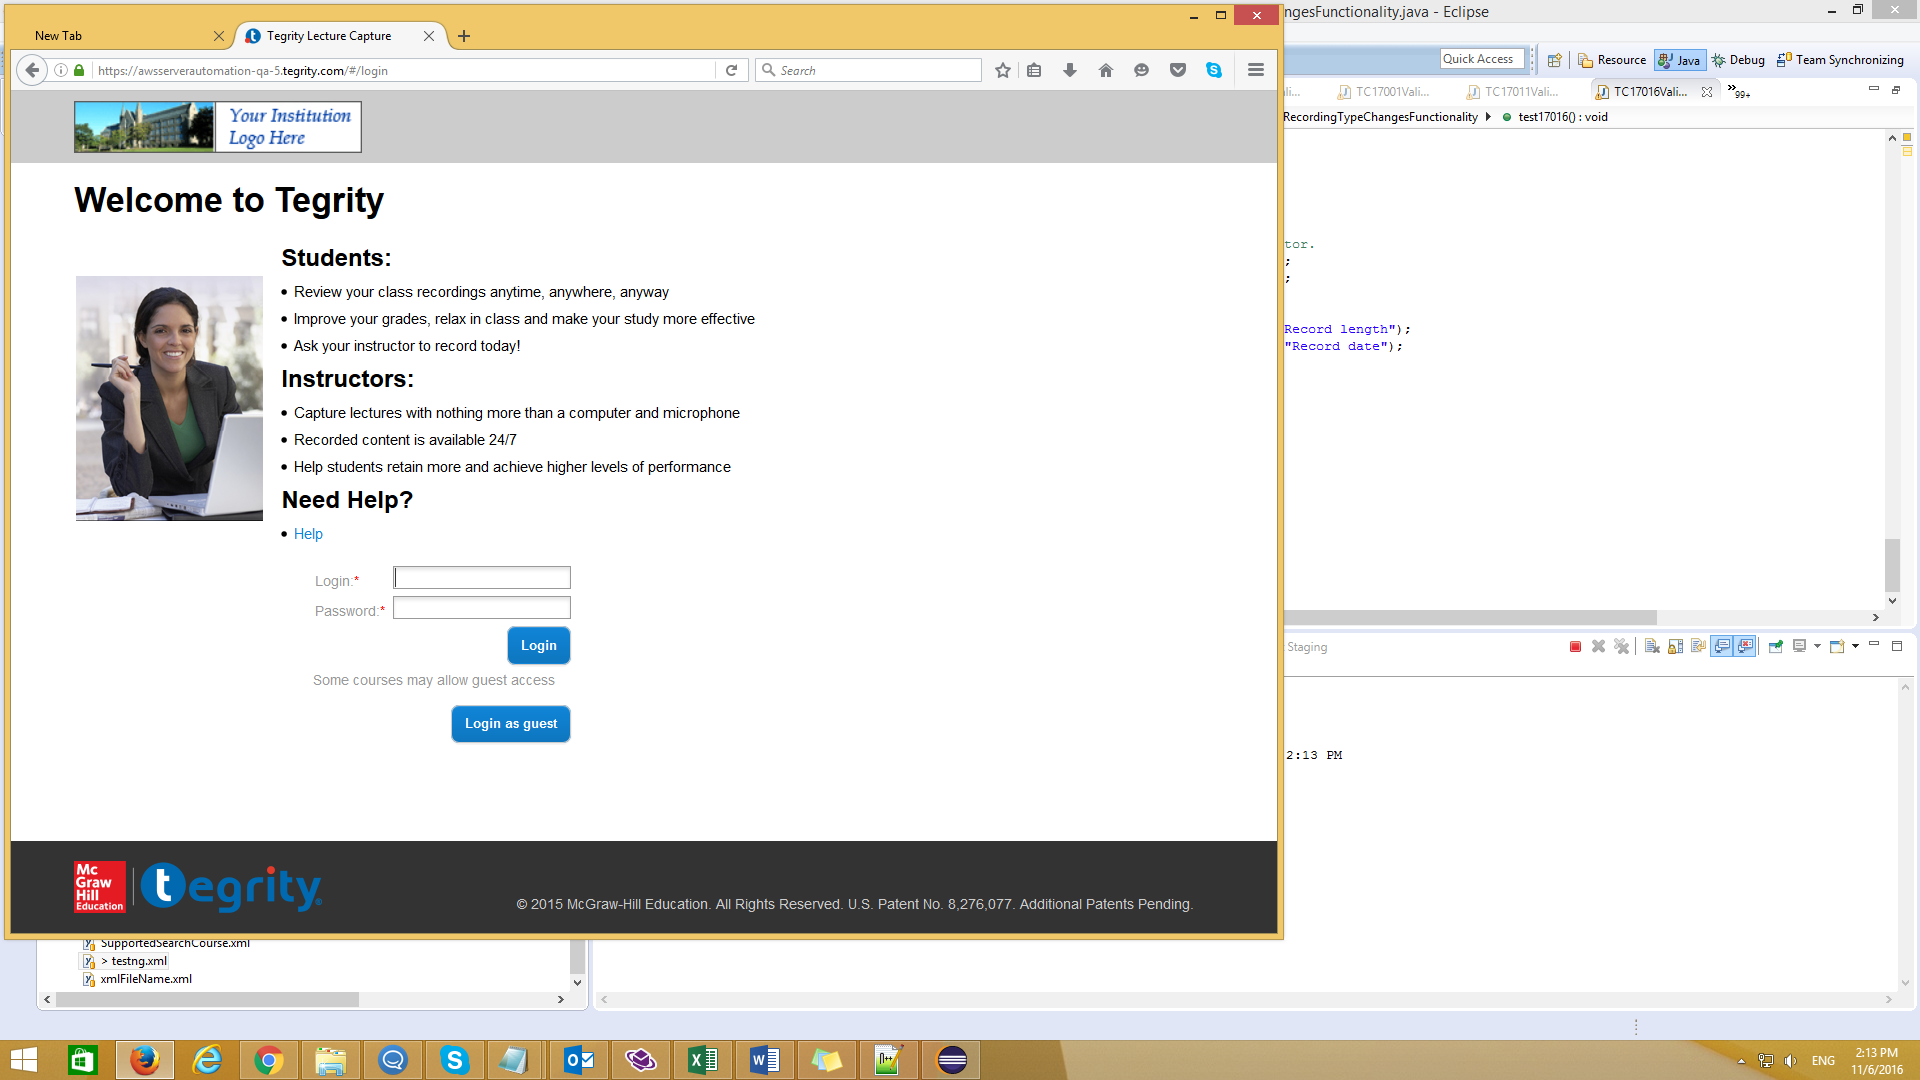 ngesFunctionality.java - Eclipse
New Tab
Tegrity Lecture Capture
https://awsserverautomation-qa-5.tegrity.com/#/login
Search
Quick Access
Resource
Java
Debug
Team Synchronizing
TC17001Vali...
TC17011Vali...
TC17016Vali...
99+
RecordingTypeChangesFunctionality
test17016() : void
Your Institution
Logo Here
Welcome to Tegrity
Students:
Review your class recordings anytime, anywhere, anyway
Improve your grades, relax in class and make your study more effective
Ask your instructor to record today!
Instructors:
Capture lectures with nothing more than a computer and microphone
Recorded content is available 24/7
Help students retain more and achieve higher levels of performance
Need Help?
Help
Login:*
Password:*
Login
Some courses may allow guest access
Login as guest
tor.
;
;
Record length");
"Record date");
Staging
2:13 PM
Mc
Graw
Hill
Education
tegrity
© 2015 McGraw-Hill Education. All Rights Reserved. U.S. Patent No. 8,276,077. Additional Patents Pending.
SupportedSearchCourse.xml
> testng.xml
xmlFileName.xml
ENG
2:13 PM
11/6/2016